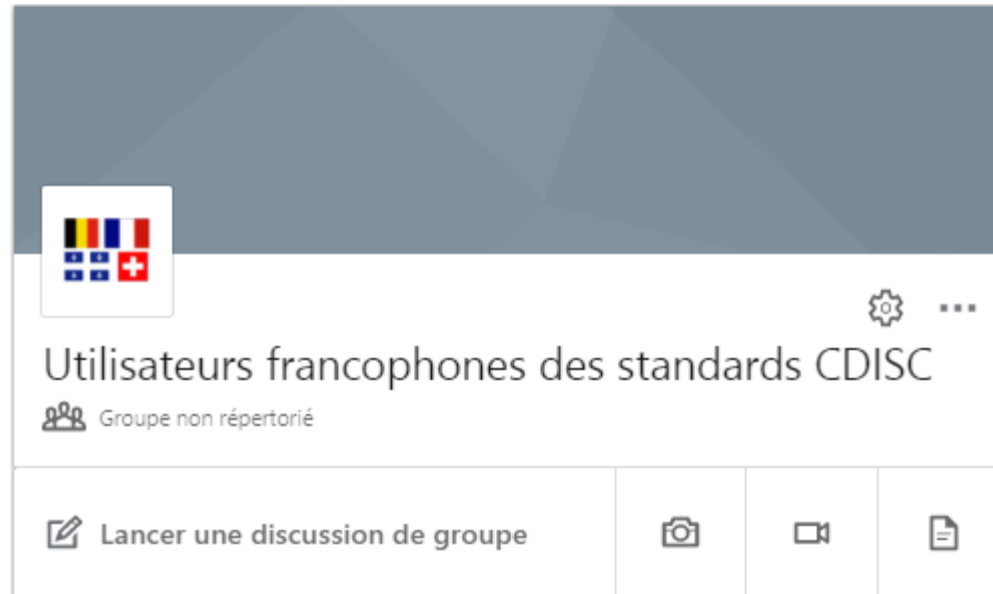 Utilisateurs francophones des standards CDISC
Groupe non répertorié
Lancer une discussion de groupe